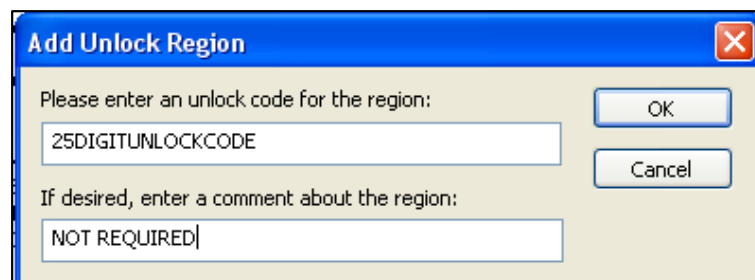 Add Unlock Region
Please enter an unlock code for the region:
OK
25DIGITUNLOCKCODE
Cancel
If desired, enter a comment about the region:
NOT REQUIRED